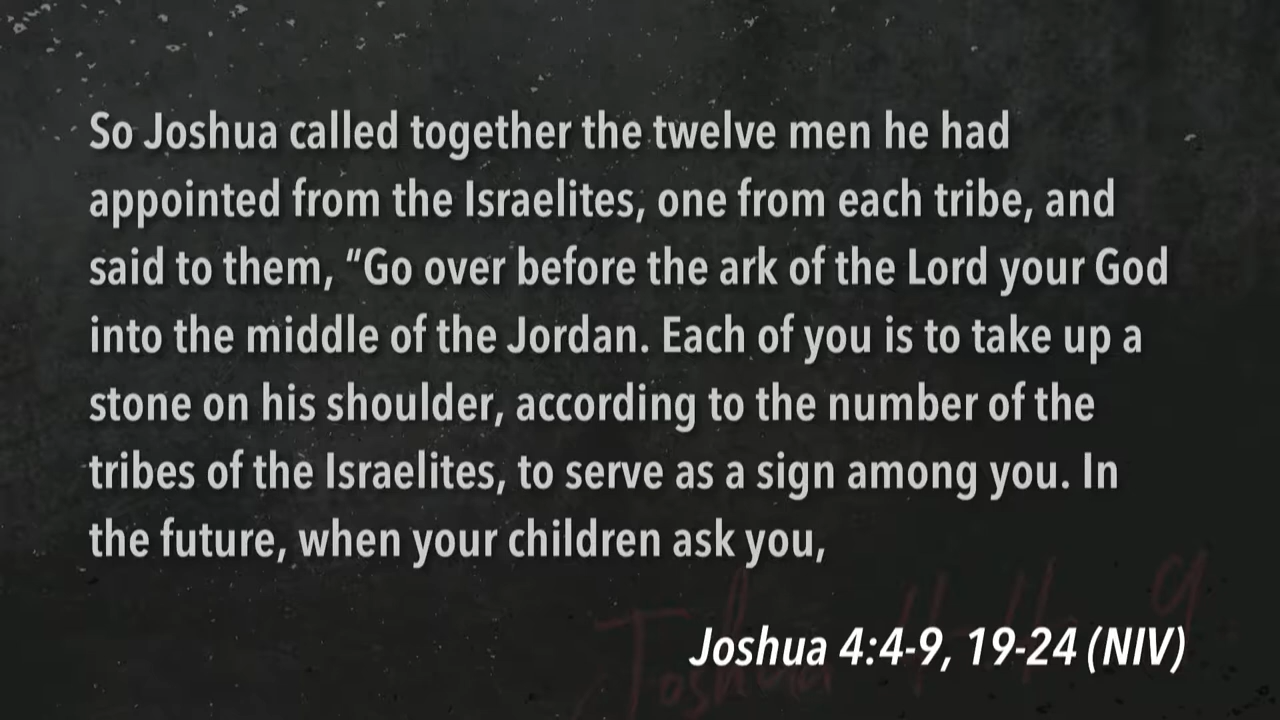 So Joshua called together the twelve men he had
appointed from the Israelites, one from each tribe, and
said to them, "Go over before the ark of the Lord your God
into the middle of the Jordan. Each of you is to take up a
stone on his shoulder, according to the number of the
tribes of the Israelites, to serve as a sign among you. In
the future, when your children ask you,
Joshua 4:4-9, 19-24 (NIV)
Joshua